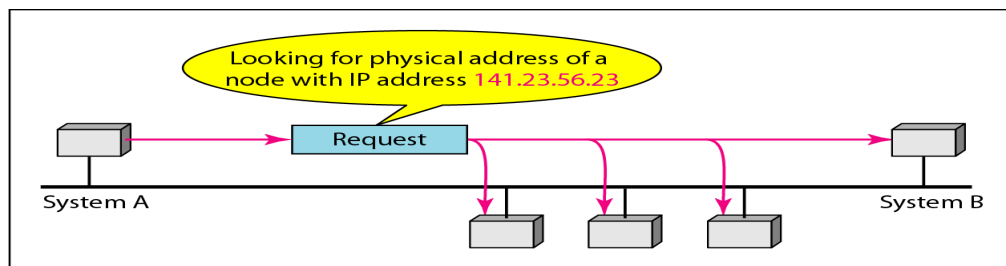 Looking for physical address of a
node with IP address 141.23.56.23
Request
System A
System B